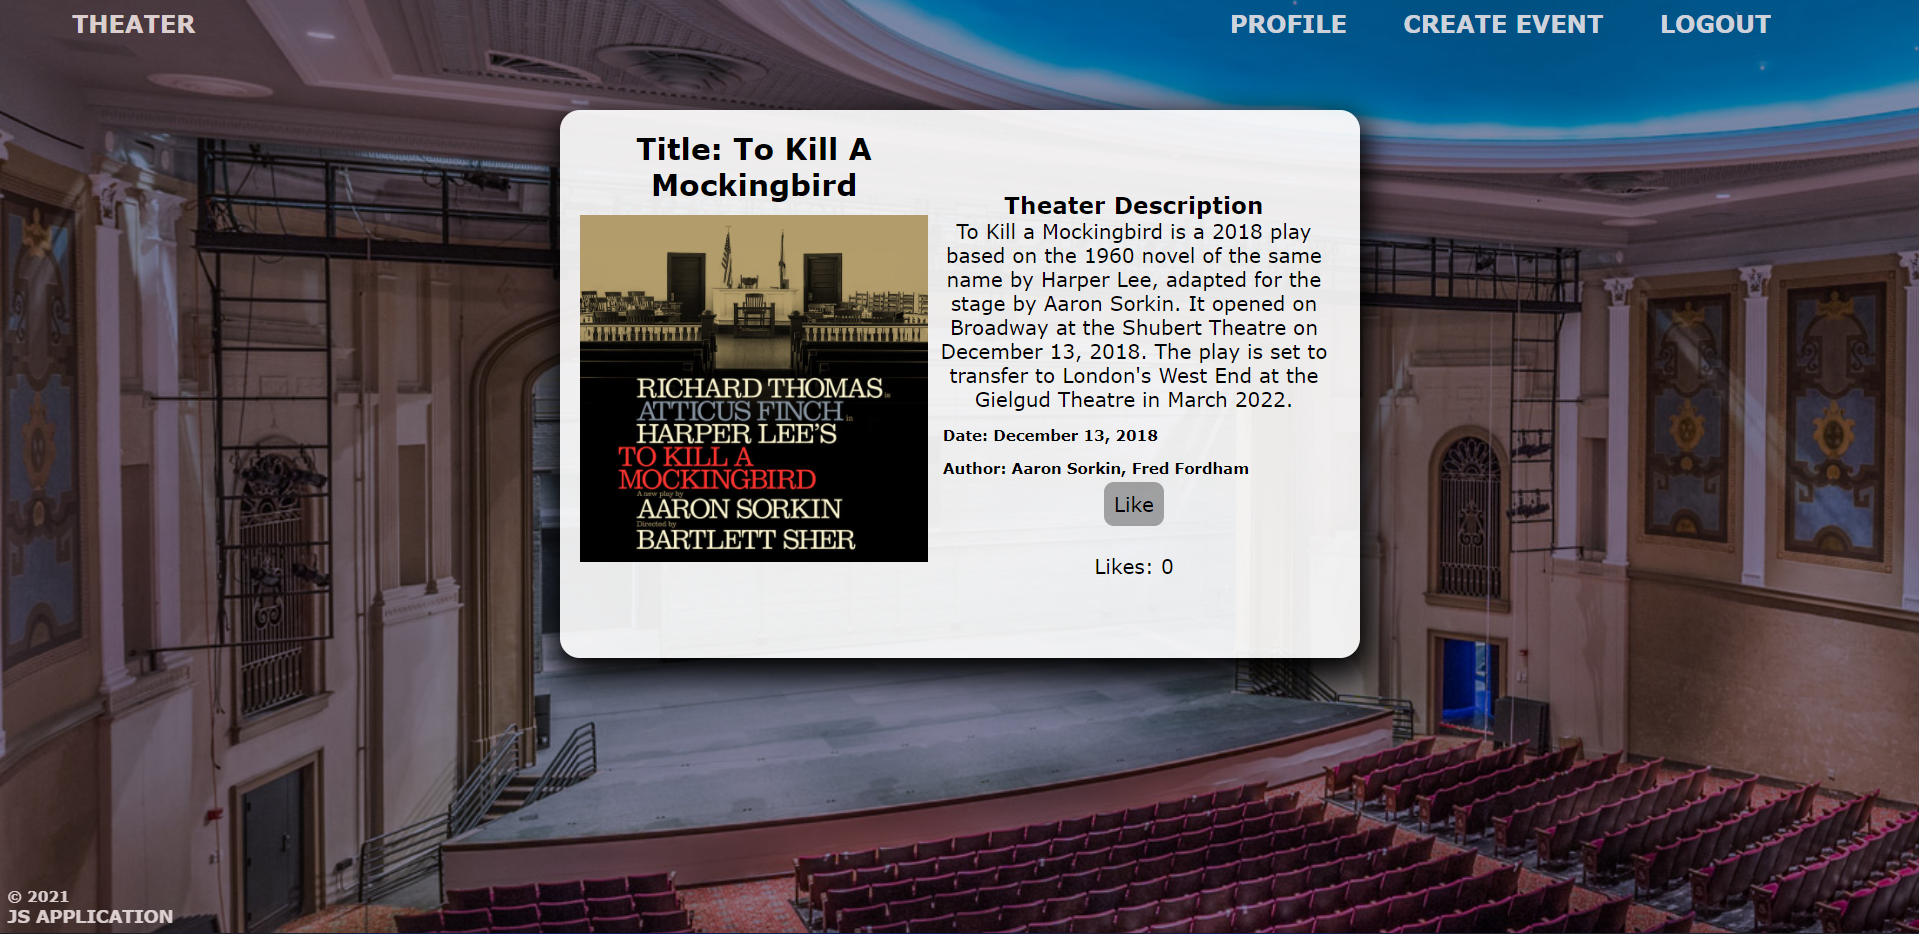 THEATER
PROFILE CREATE EVENT LOGOUT
Title: To Kill A
Mockingbird
RICHARD THOMAS is
ATTICUS FINCH in
HARPER LEE'S
TO KILL A
MOCKINGBIRD
A new play by
AARON SORKIN
Directed by
BARTLETT SHER
Theater Description
To Kill a Mockingbird is a 2018 play
based on the 1960 novel of the same
name by Harper Lee, adapted for the
stage by Aaron Sorkin. It opened on
Broadway at the Shubert Theatre on
December 13, 2018. The play is set to
transfer to London's West End at the
Gielgud Theatre in March 2022.
Date: December 13, 2018
Author: Aaron Sorkin, Fred Fordham
Like
Likes: 0
© 2021
JS APPLICATION